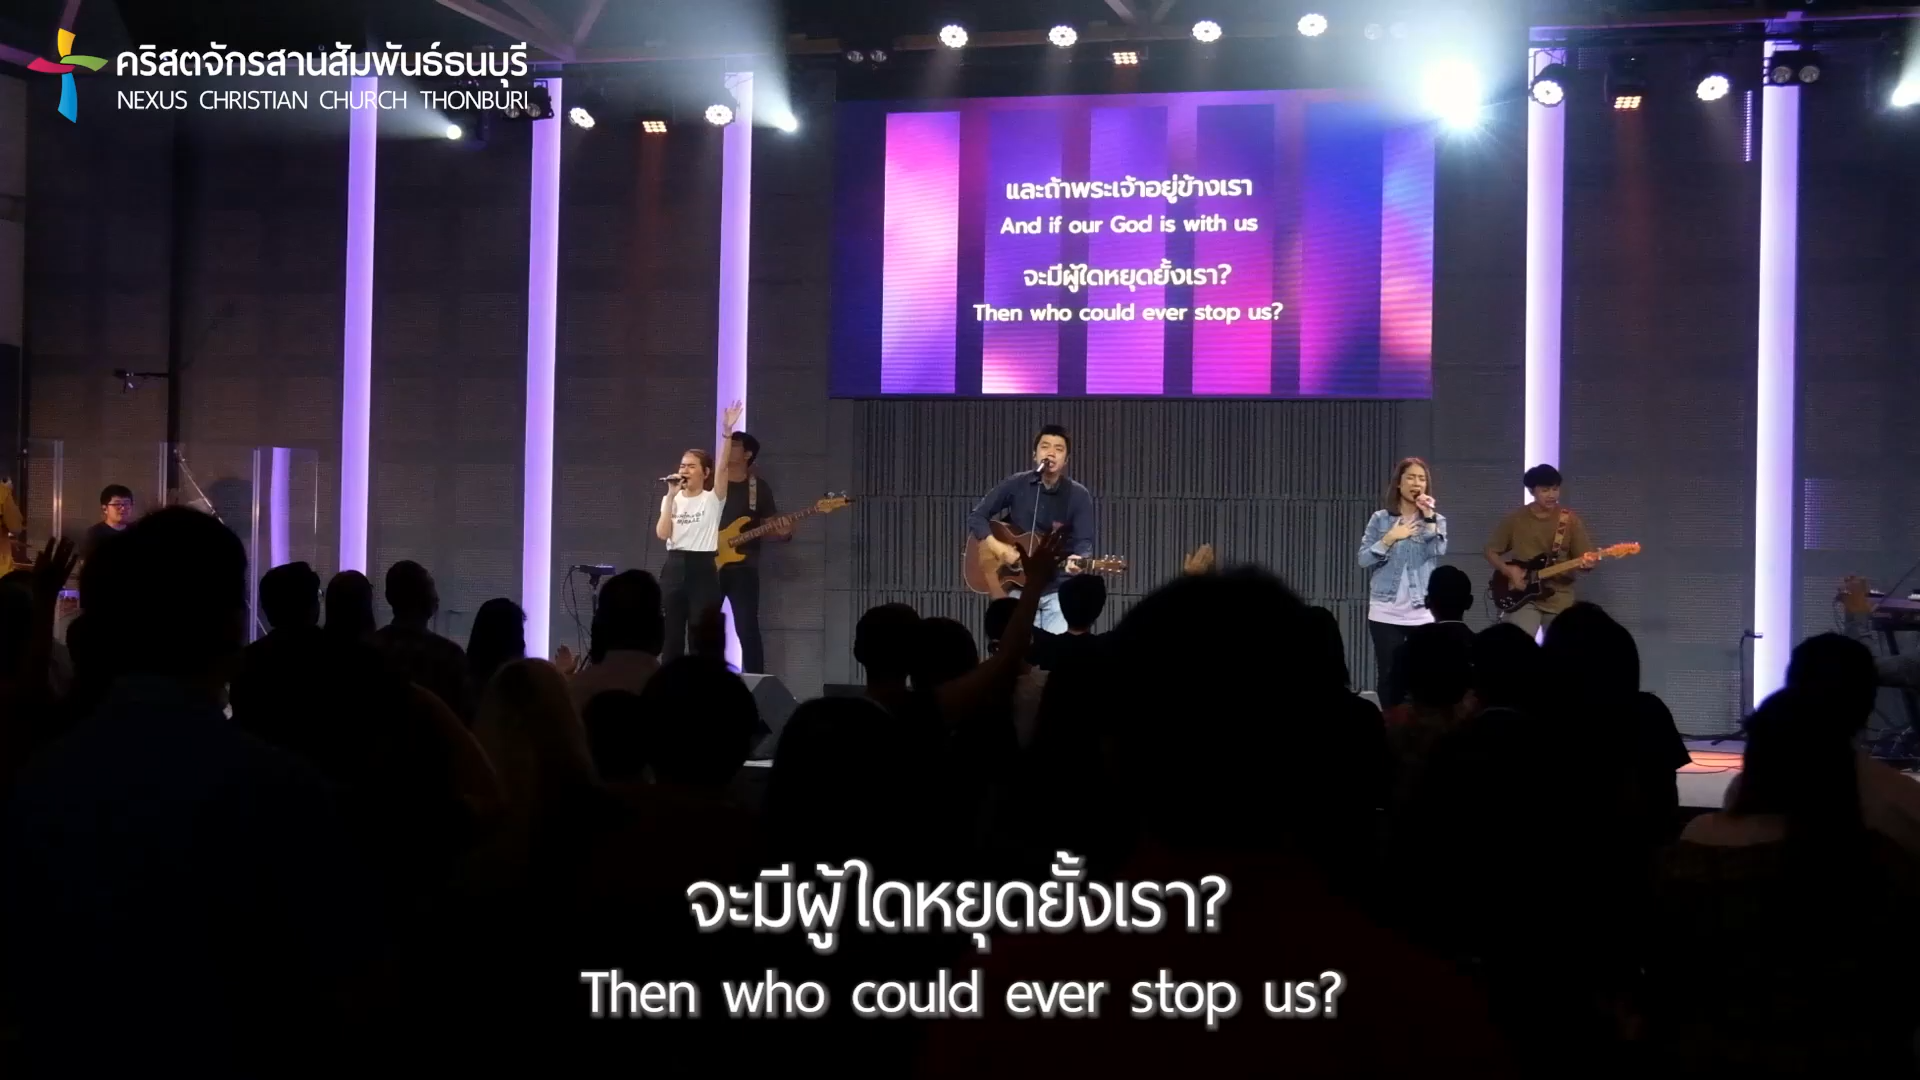 คริสตจักรสานสัมพันธ์ธนบุรี
NEXUS CHRISTIAN CHURCH THONBURI
และถ้าพระเจ้าอยู่ข้างเรา
And if our God is with us
จะมีผู้ใดหยุดยั้งเรา?
Then who could ever stop us?
จะมีผู้ใดหยุดยั้งเรา?
Then who could ever stop us?